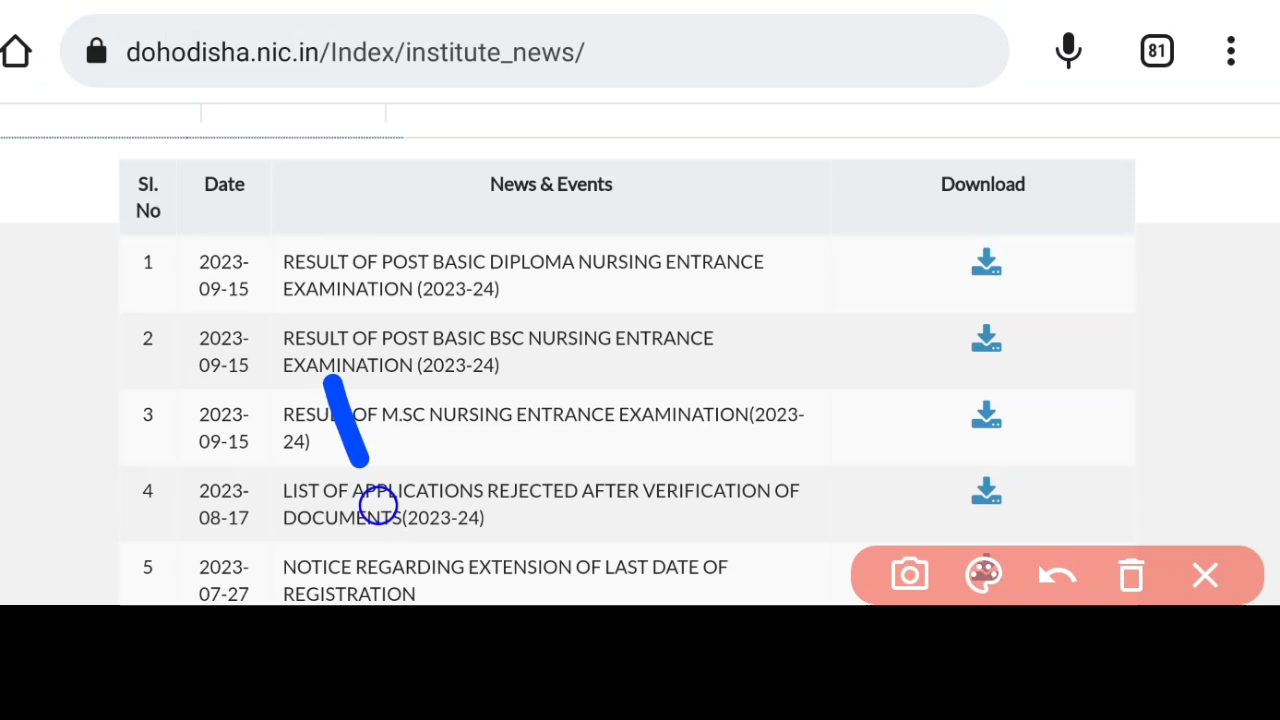 dohodisha.nic.in/Index/institute_news/
81
Sl. No
Date
News & Events
Download
1
2023-
09-15
RESULT OF POST BASIC DIPLOMA NURSING ENTRANCE
EXAMINATION (2023-24)
2
2023-
09-15
RESULT OF POST BASIC BSC NURSING ENTRANCE
EXAMINATION (2023-24)
3
2023-
09-15
RESULT OF M.SC NURSING ENTRANCE EXAMINATION(2023-
24)
4
2023-
08-17
LIST OF APPLICATIONS REJECTED AFTER VERIFICATION OF
DOCUMENTS(2023-24)
5
2023-
07-27
NOTICE REGARDING EXTENSION OF LAST DATE OF
REGISTRATION